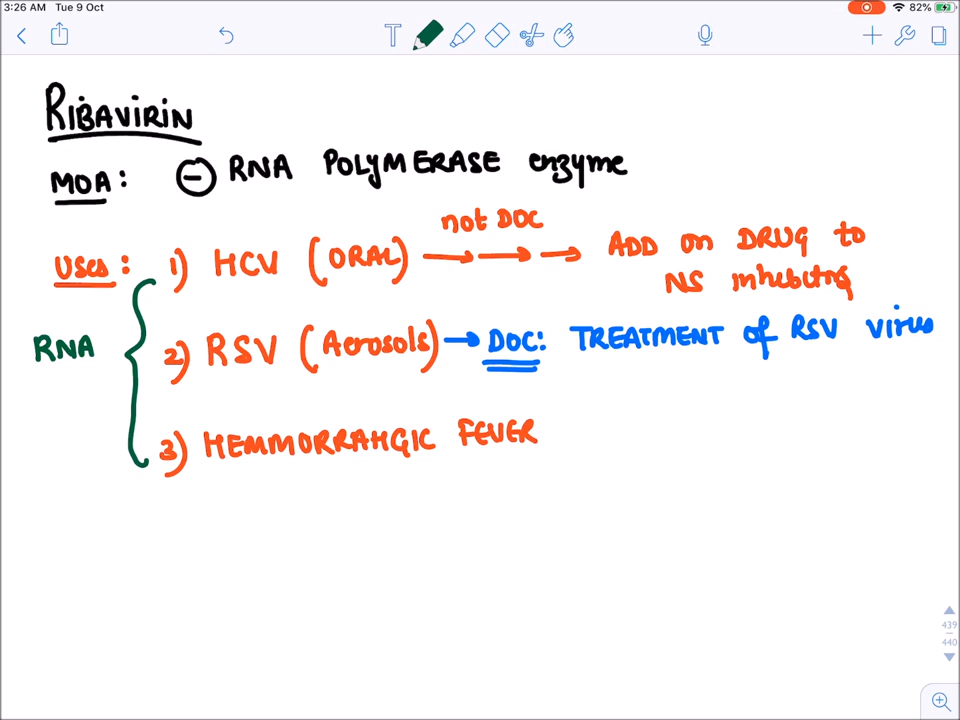 3:26 AM Tue 9 Oct 82%
T
RIBAVIRIN
MOA : ⊖ RNA POLYMERASE enzyme
not DOC
Uses : 1) HCV (ORAL) →→→ ADD on DRUG to
NS inhibitors
RNA
2) RSV (Aerosols) → DOC: TREATMENT of RSV virus
3) HEMMORRAHGIC FEVER
439
440